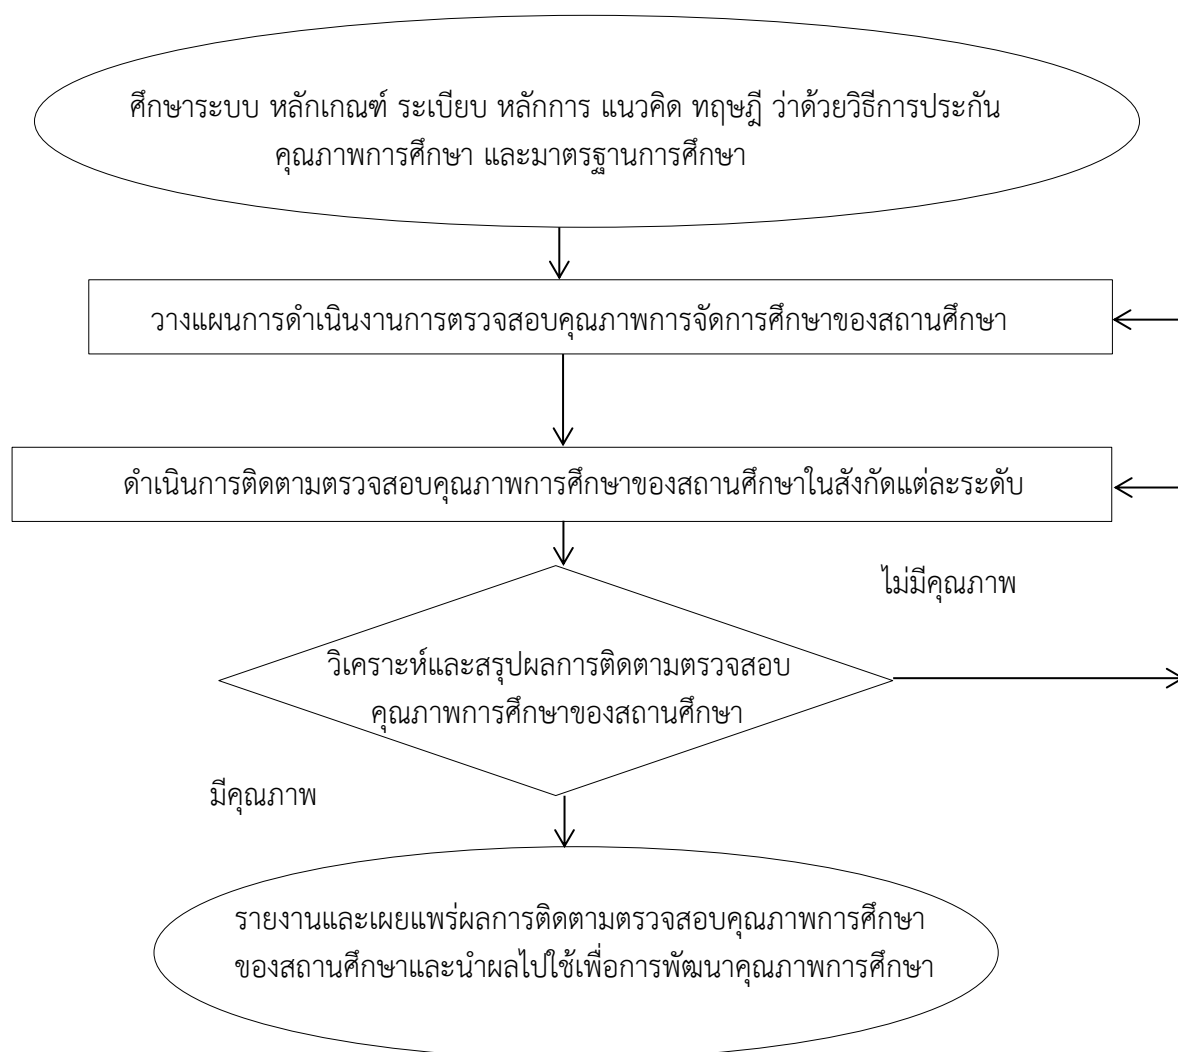 ศึกษาระบบ หลักเกณฑ์ ระเบียบ หลักการ แนวคิด ทฤษฎี ว่าด้วยวิธีการประกัน
คุณภาพการศึกษา และมาตรฐานการศึกษา
วางแผนการดำเนินงานการตรวจสอบคุณภาพการจัดการศึกษาของสถานศึกษา
ดำเนินการติดตามตรวจสอบคุณภาพการศึกษาของสถานศึกษาในสังกัดแต่ละระดับ
ไม่มีคุณภาพ
วิเคราะห์และสรุปผลการติดตามตรวจสอบ
คุณภาพการศึกษาของสถานศึกษา
มีคุณภาพ
รายงานและเผยแพร่ผลการติดตามตรวจสอบคุณภาพการศึกษา
ของสถานศึกษาและนำผลไปใช้เพื่อการพัฒนาคุณภาพการศึกษา